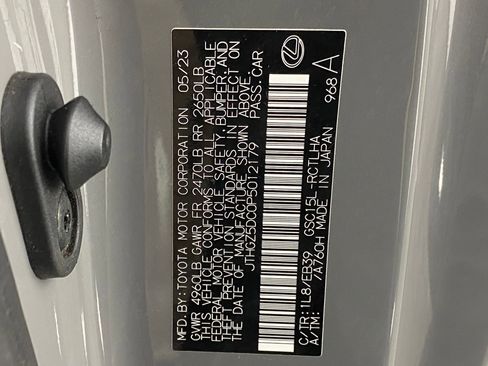 MFD.BY:TOYOTA MOTOR CORPORATION 05/23
GVWR 4960LB GAWR FR 2470LB RR 2650LB
THIS VEHICLE CONFORMS TO ALL APPLICABLE
FEDERAL MOTOR VEHICLE SAFETY,BUMPER,AND
THEFT PREVENTION STANDARDS IN EFFECT ON
THE DATE OF MANUFACTURE SHOWN ABOVE.
JTHGZ5DC0P5012179 PASS.CAR
C/TR:1L8/EB39 GSC15L-RCTLHA
A/TM: 7A760H MADE IN JAPAN
968 A